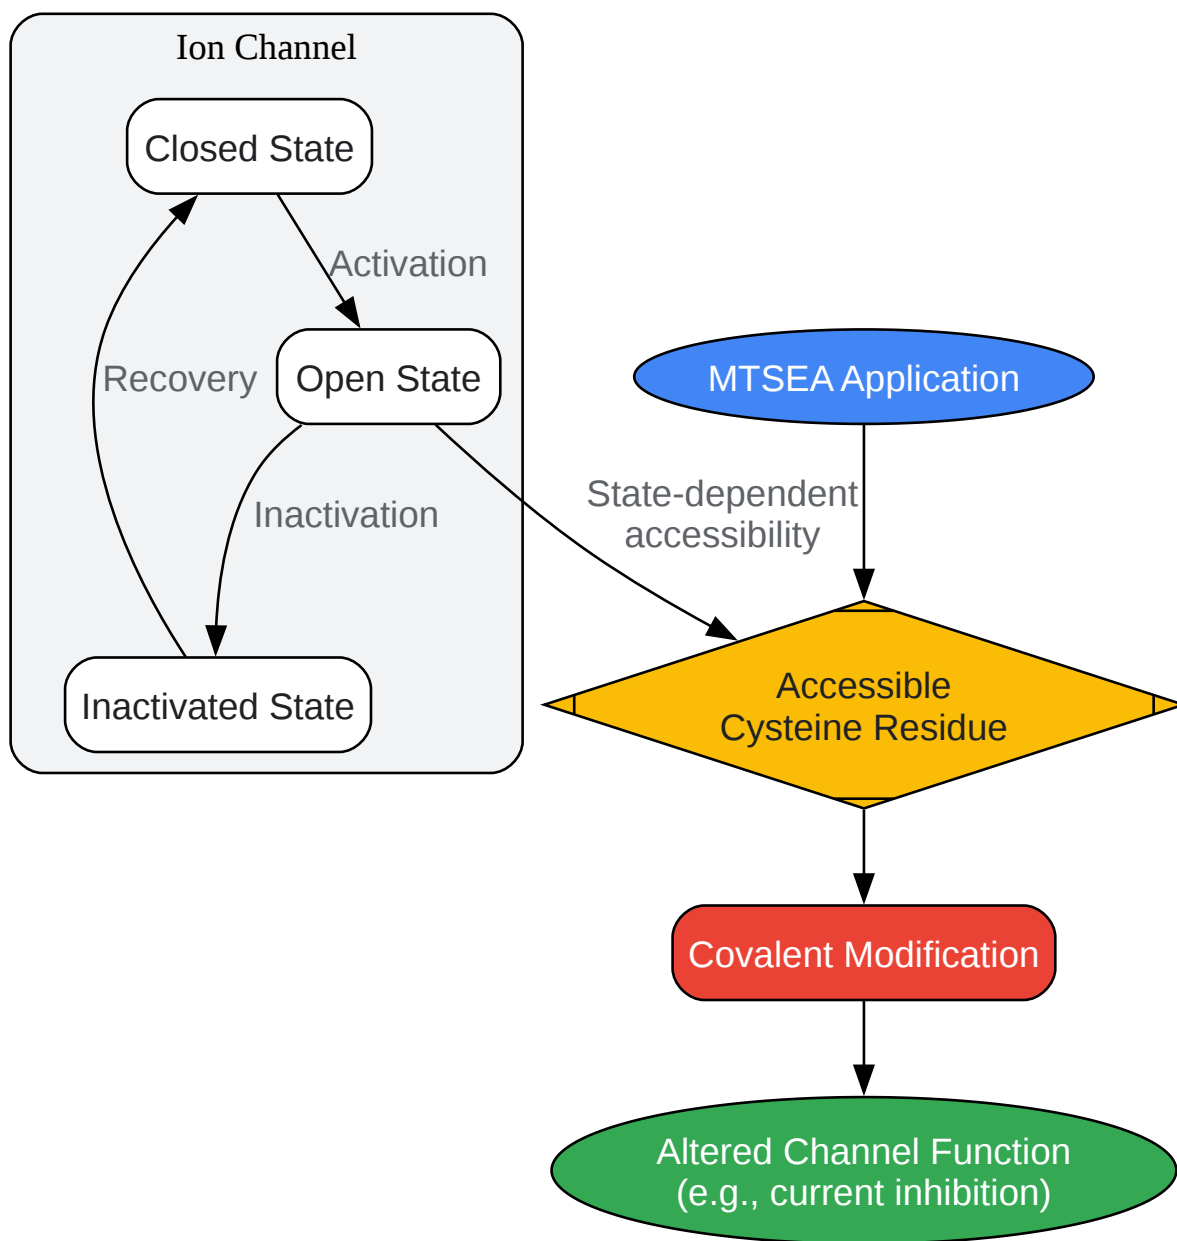 Ion Channel
Closed State
Activation
Recovery
Open State
MTSEA Application
Inactivation
State-dependent
accessibility
Inactivated State
Accessible
Cysteine Residue
Covalent Modification
Altered Channel Function
(e.g., current inhibition)